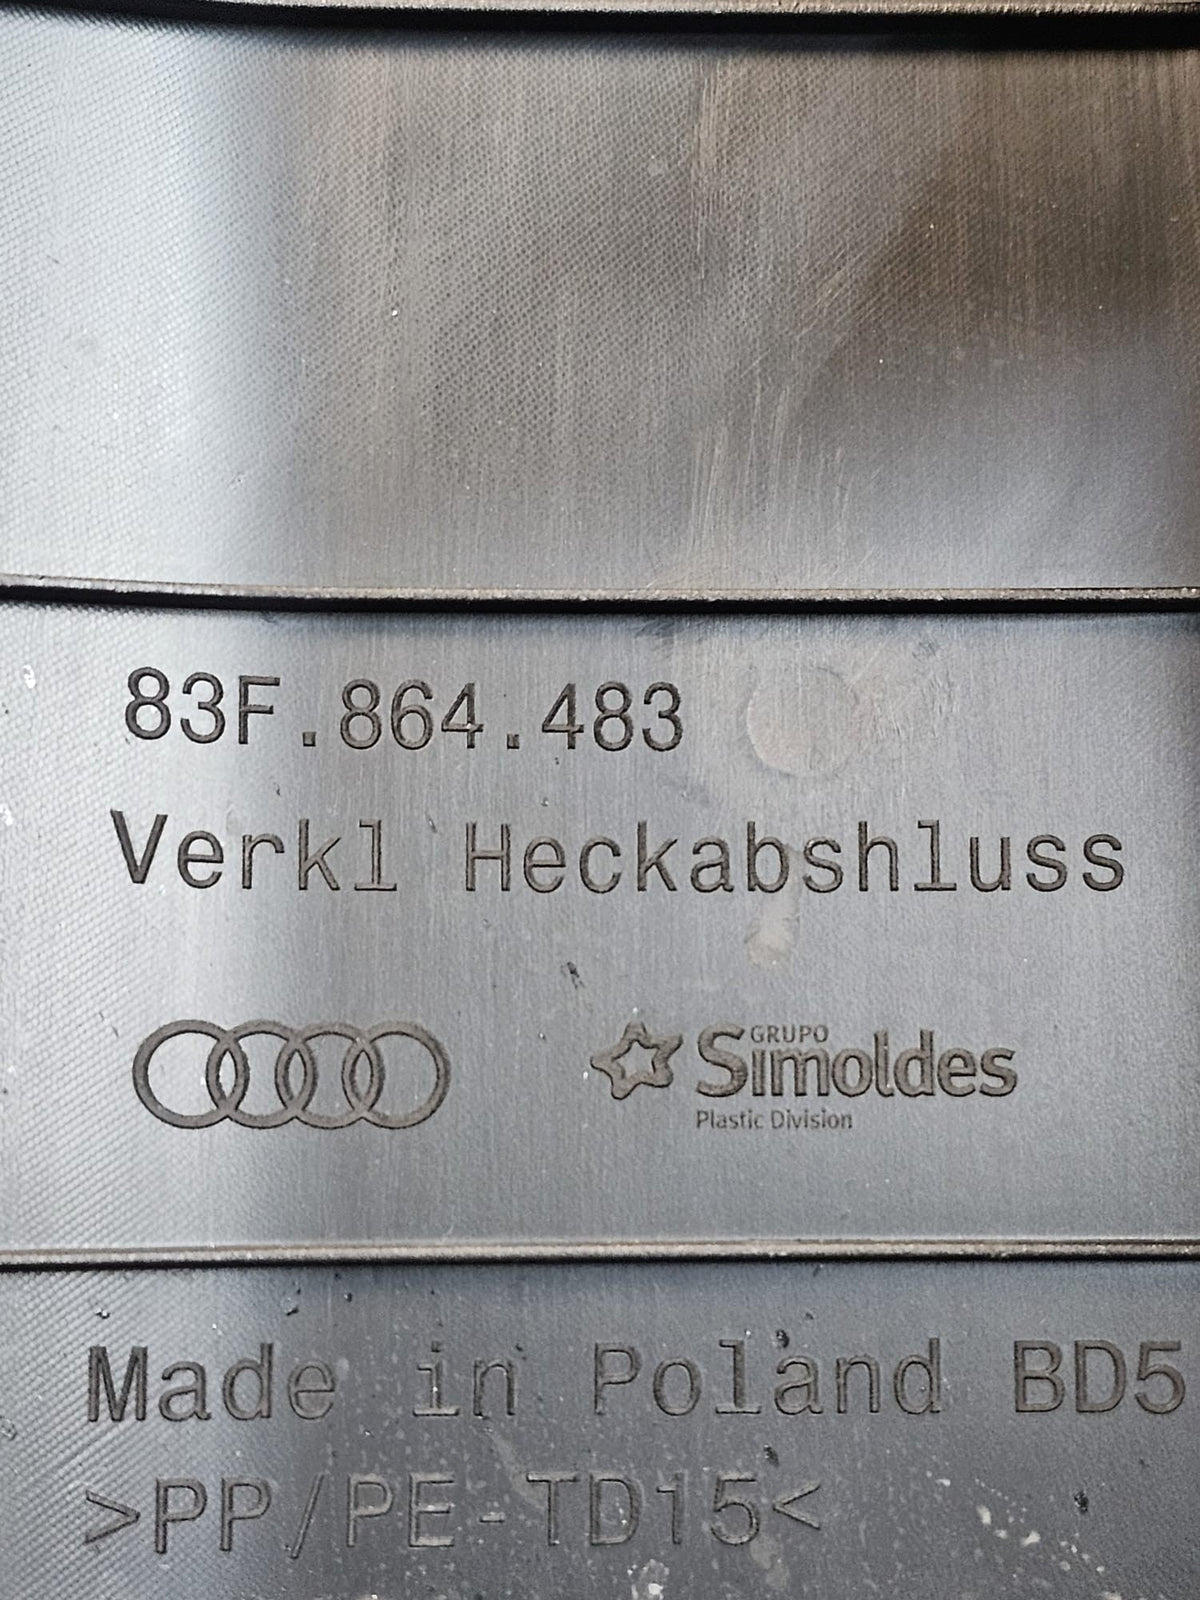 83F.864.483
Verkl Heckabshluss
GRUPO
Simoldes
Plastic Division
Made in Poland BD5
>PP/PE-TD15<